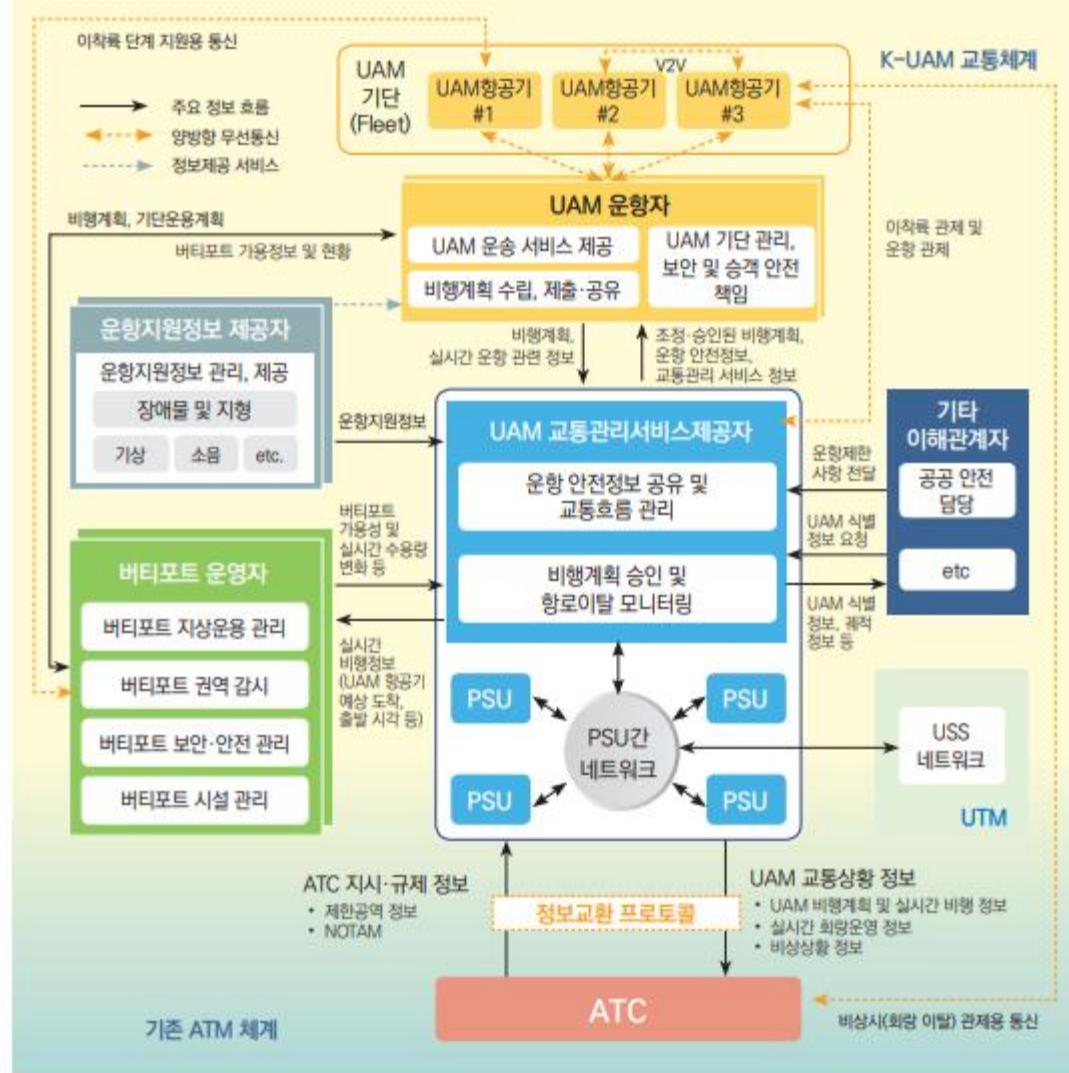 이착륙 단계 지원용 통신
주요 정보 흐름
양방향 무선통신
정보제공 서비스
UAM
기단
(Fleet)
V2V
UAM항공기
#1
UAM항공기
#2
UAM항공기
#3
K-UAM 교통체계
비행계획, 기단운용계획
버티포트 가용정보 및 현황
UAM 운항자
UAM 운송 서비스 제공
비행계획 수립, 제출·공유
UAM 기단 관리,
보안 및 승객 안전
책임
이착륙 관제 및
운항 관제
운항지원정보 제공자
운항지원정보 관리, 제공
장애물 및 지형
기상
소음
etc.
비행계획,
실시간 운항 관련 정보
조정·승인된 비행계획,
운항 안전정보,
교통관리 서비스 정보
운항지원정보
UAM 교통관리서비스제공자
운항 안전정보 공유 및
교통흐름 관리
비행계획 승인 및
항로이탈 모니터링
기타
이해관계자
공공 안전
담당
etc
운항제한
사항 전달
UAM 식별
정보 요청
UAM 식별
정보, 궤적
정보 등
버티포트
가용성 및
실시간 수용량
변화 등
버티포트 운영자
버티포트 지상운용 관리
버티포트 권역 감시
버티포트 보안·안전 관리
버티포트 시설 관리
실시간
비행정보
(UAM 항공기
예상 도착,
출발 시각 등)
PSU
PSU
PSU간
네트워크
PSU
PSU
USS
네트워크
UTM
ATC 지시·규제 정보
• 제한공역 정보
• NOTAM
정보교환 프로토콜
UAM 교통상황 정보
• UAM 비행계획 및 실시간 비행 정보
• 실시간 회랑운영 정보
• 비상상황 정보
ATC
기존 ATM 체계
비상시(회랑 이탈) 관제용 통신